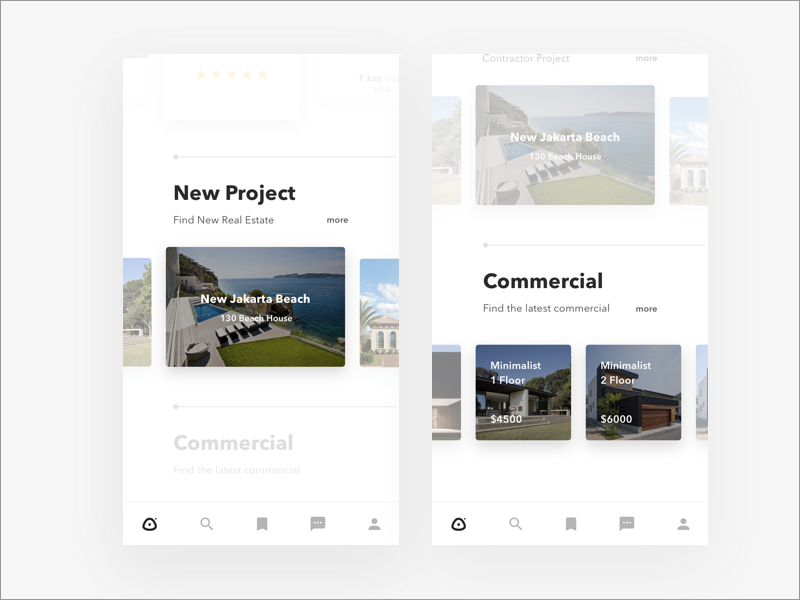 1 km from
you
New Project
Find New Real Estate
more
New Jakarta Beach
130 Beach House
Commercial
Find the latest commercial
Contractor Project
more
New Jakarta Beach
130 Beach House
Commercial
Find the latest commercial
more
Minimalist
1 Floor
$4500
Minimalist
2 Floor
$6000